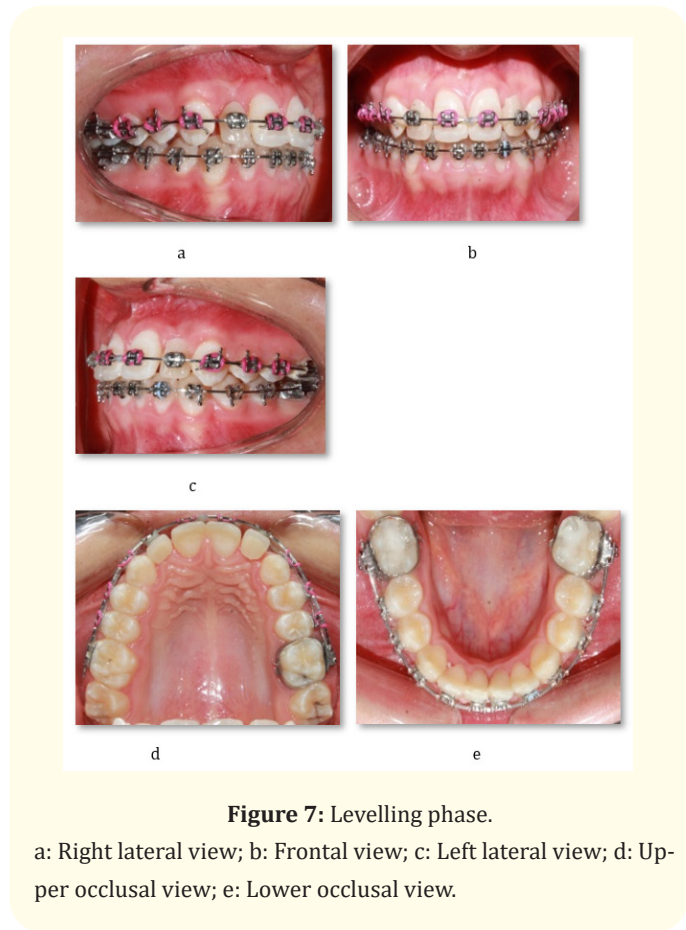 a
b
c
d
e
Figure 7: Levelling phase.
a: Right lateral view; b: Frontal view; c: Left lateral view; d: Up-
per occlusal view; e: Lower occlusal view.